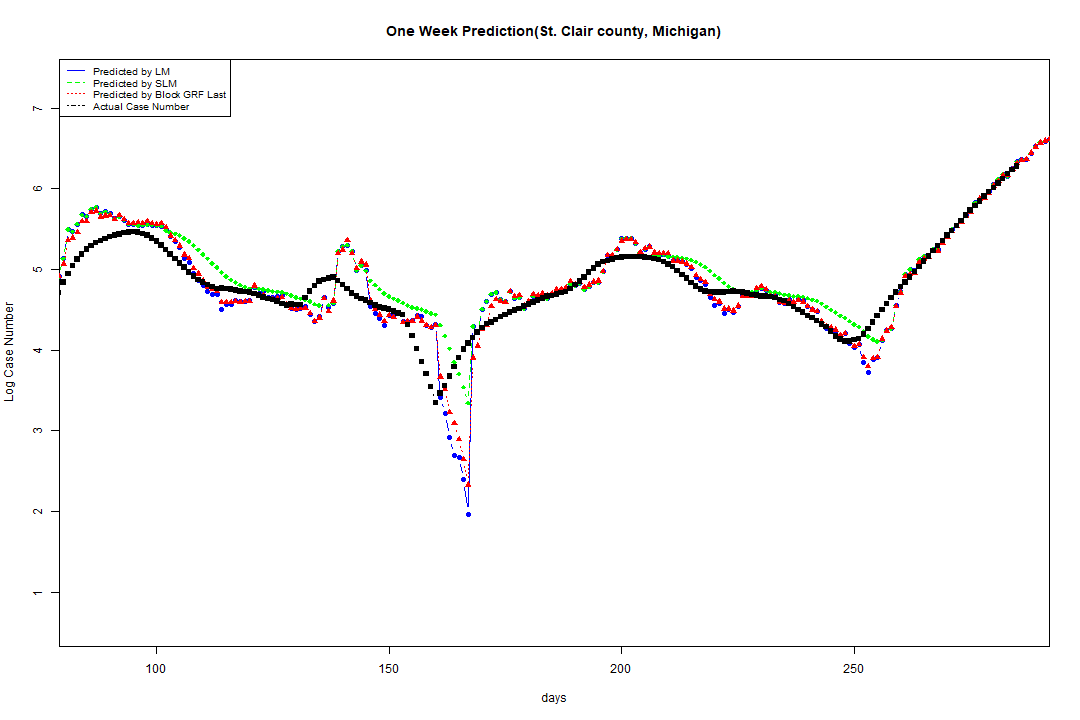 One Week Prediction(St. Clair county, Michigan)
Predicted by LM
Predicted by SLM
Predicted by Block GRF Last
Actual Case Number
7
6
5
4
3
2
1
Log Case Number
100
150
200
250
days